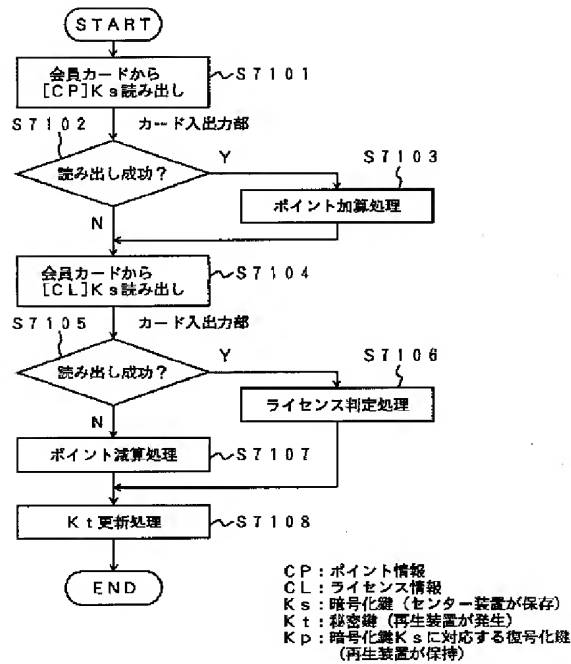 START
会員カードから
[CP]Ks読み出し
S7101
S7102
カード入出力部
読み出し成功?
Y
S7103
ポイント加算処理
N
会員カードから
[CL]Ks読み出し
S7104
S7105
カード入出力部
読み出し成功?
Y
S7106
ライセンス判定処理
N
ポイント減算処理
S7107
Kt更新処理
S7108
END
CP:ポイント情報
CL:ライセンス情報
Ks:暗号化鍵(センター装置が保存)
Kt:秘密鍵(再生装置が発生)
Kp:暗号化鍵Ksに対応する復号化鍵
(再生装置が保持)